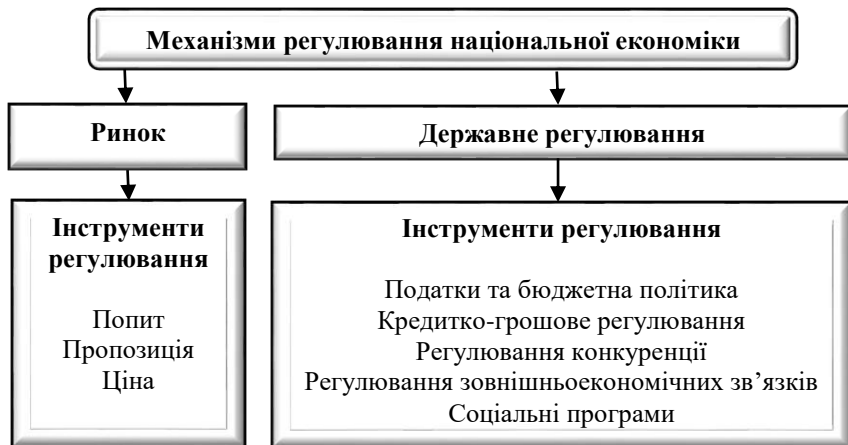 Механізми регулювання національної економіки
Ринок
Державне регулювання
Інструменти
регулювання
Попит
Пропозиція
Ціна
Інструменти регулювання
Податки та бюджетна політика
Кредитко-грошове регулювання
Регулювання конкуренції
Регулювання зовнішньоекономічних зв’язків
Соціальні програми